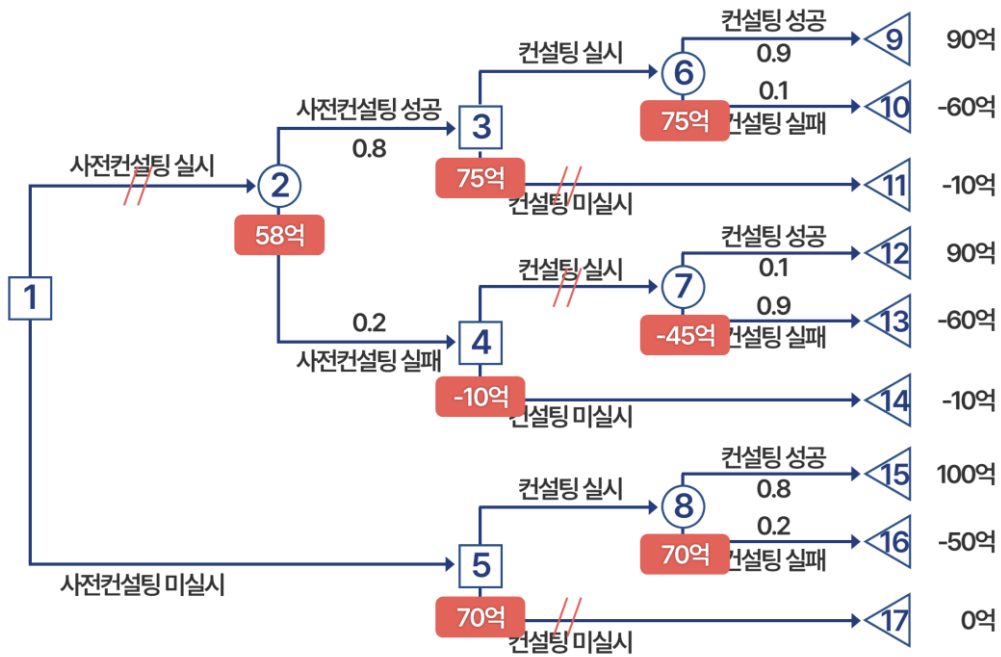 컨설팅 성공
9
90억
0.9
컨설팅 실시
6
0.1
10
-60억
75억
컨설팅 실패
사전컨설팅 성공
3
0.8
75억
11
-10억
컨설팅 미실시
사전컨설팅 실시
2
58억
컨설팅 성공
12
90억
0.1
컨설팅 실시
7
0.9
13
-60억
-45억
컨설팅 실패
1
0.2
4
사전컨설팅 실패
-10억
14
-10억
컨설팅 미실시
컨설팅 성공
15
100억
0.8
컨설팅 실시
8
0.2
16
-50억
70억
컨설팅 실패
5
사전컨설팅 미실시
70억
17
0억
컨설팅 미실시